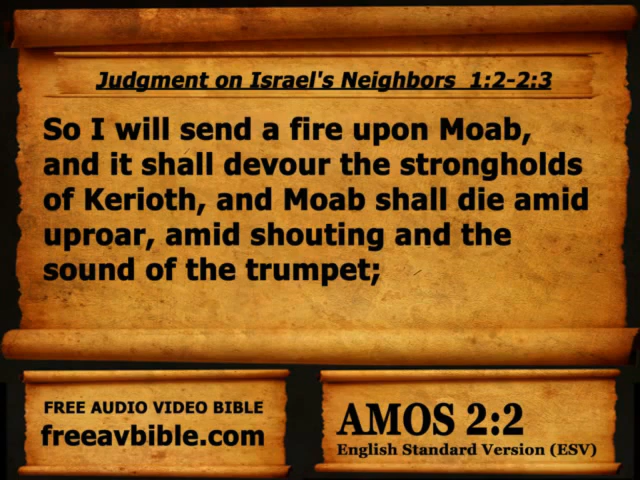 Judgment on Israel's Neighbors 1:2-2:3
So I will send a fire upon Moab,
and it shall devour the strongholds
of Kerioth, and Moab shall die amid
uproar, amid shouting and the
sound of the trumpet;
FREE AUDIO VIDEO BIBLE
freeavbible.com
AMOS 2:2
English Standard Version (ESV)